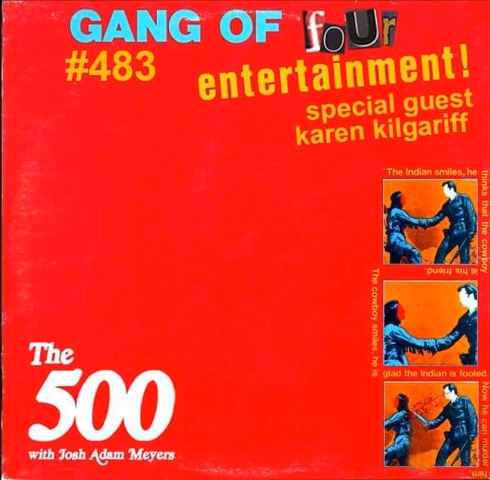 GANG OF four
#483
entertainment!
special guest
karen kilgariff
The Indian smiles, he
thinks that the cowboy
is his friend.
The cowboy smiles, he is
glad the Indian is fooled.
Now he can murder
him
The
500
with Josh Adam Meyers